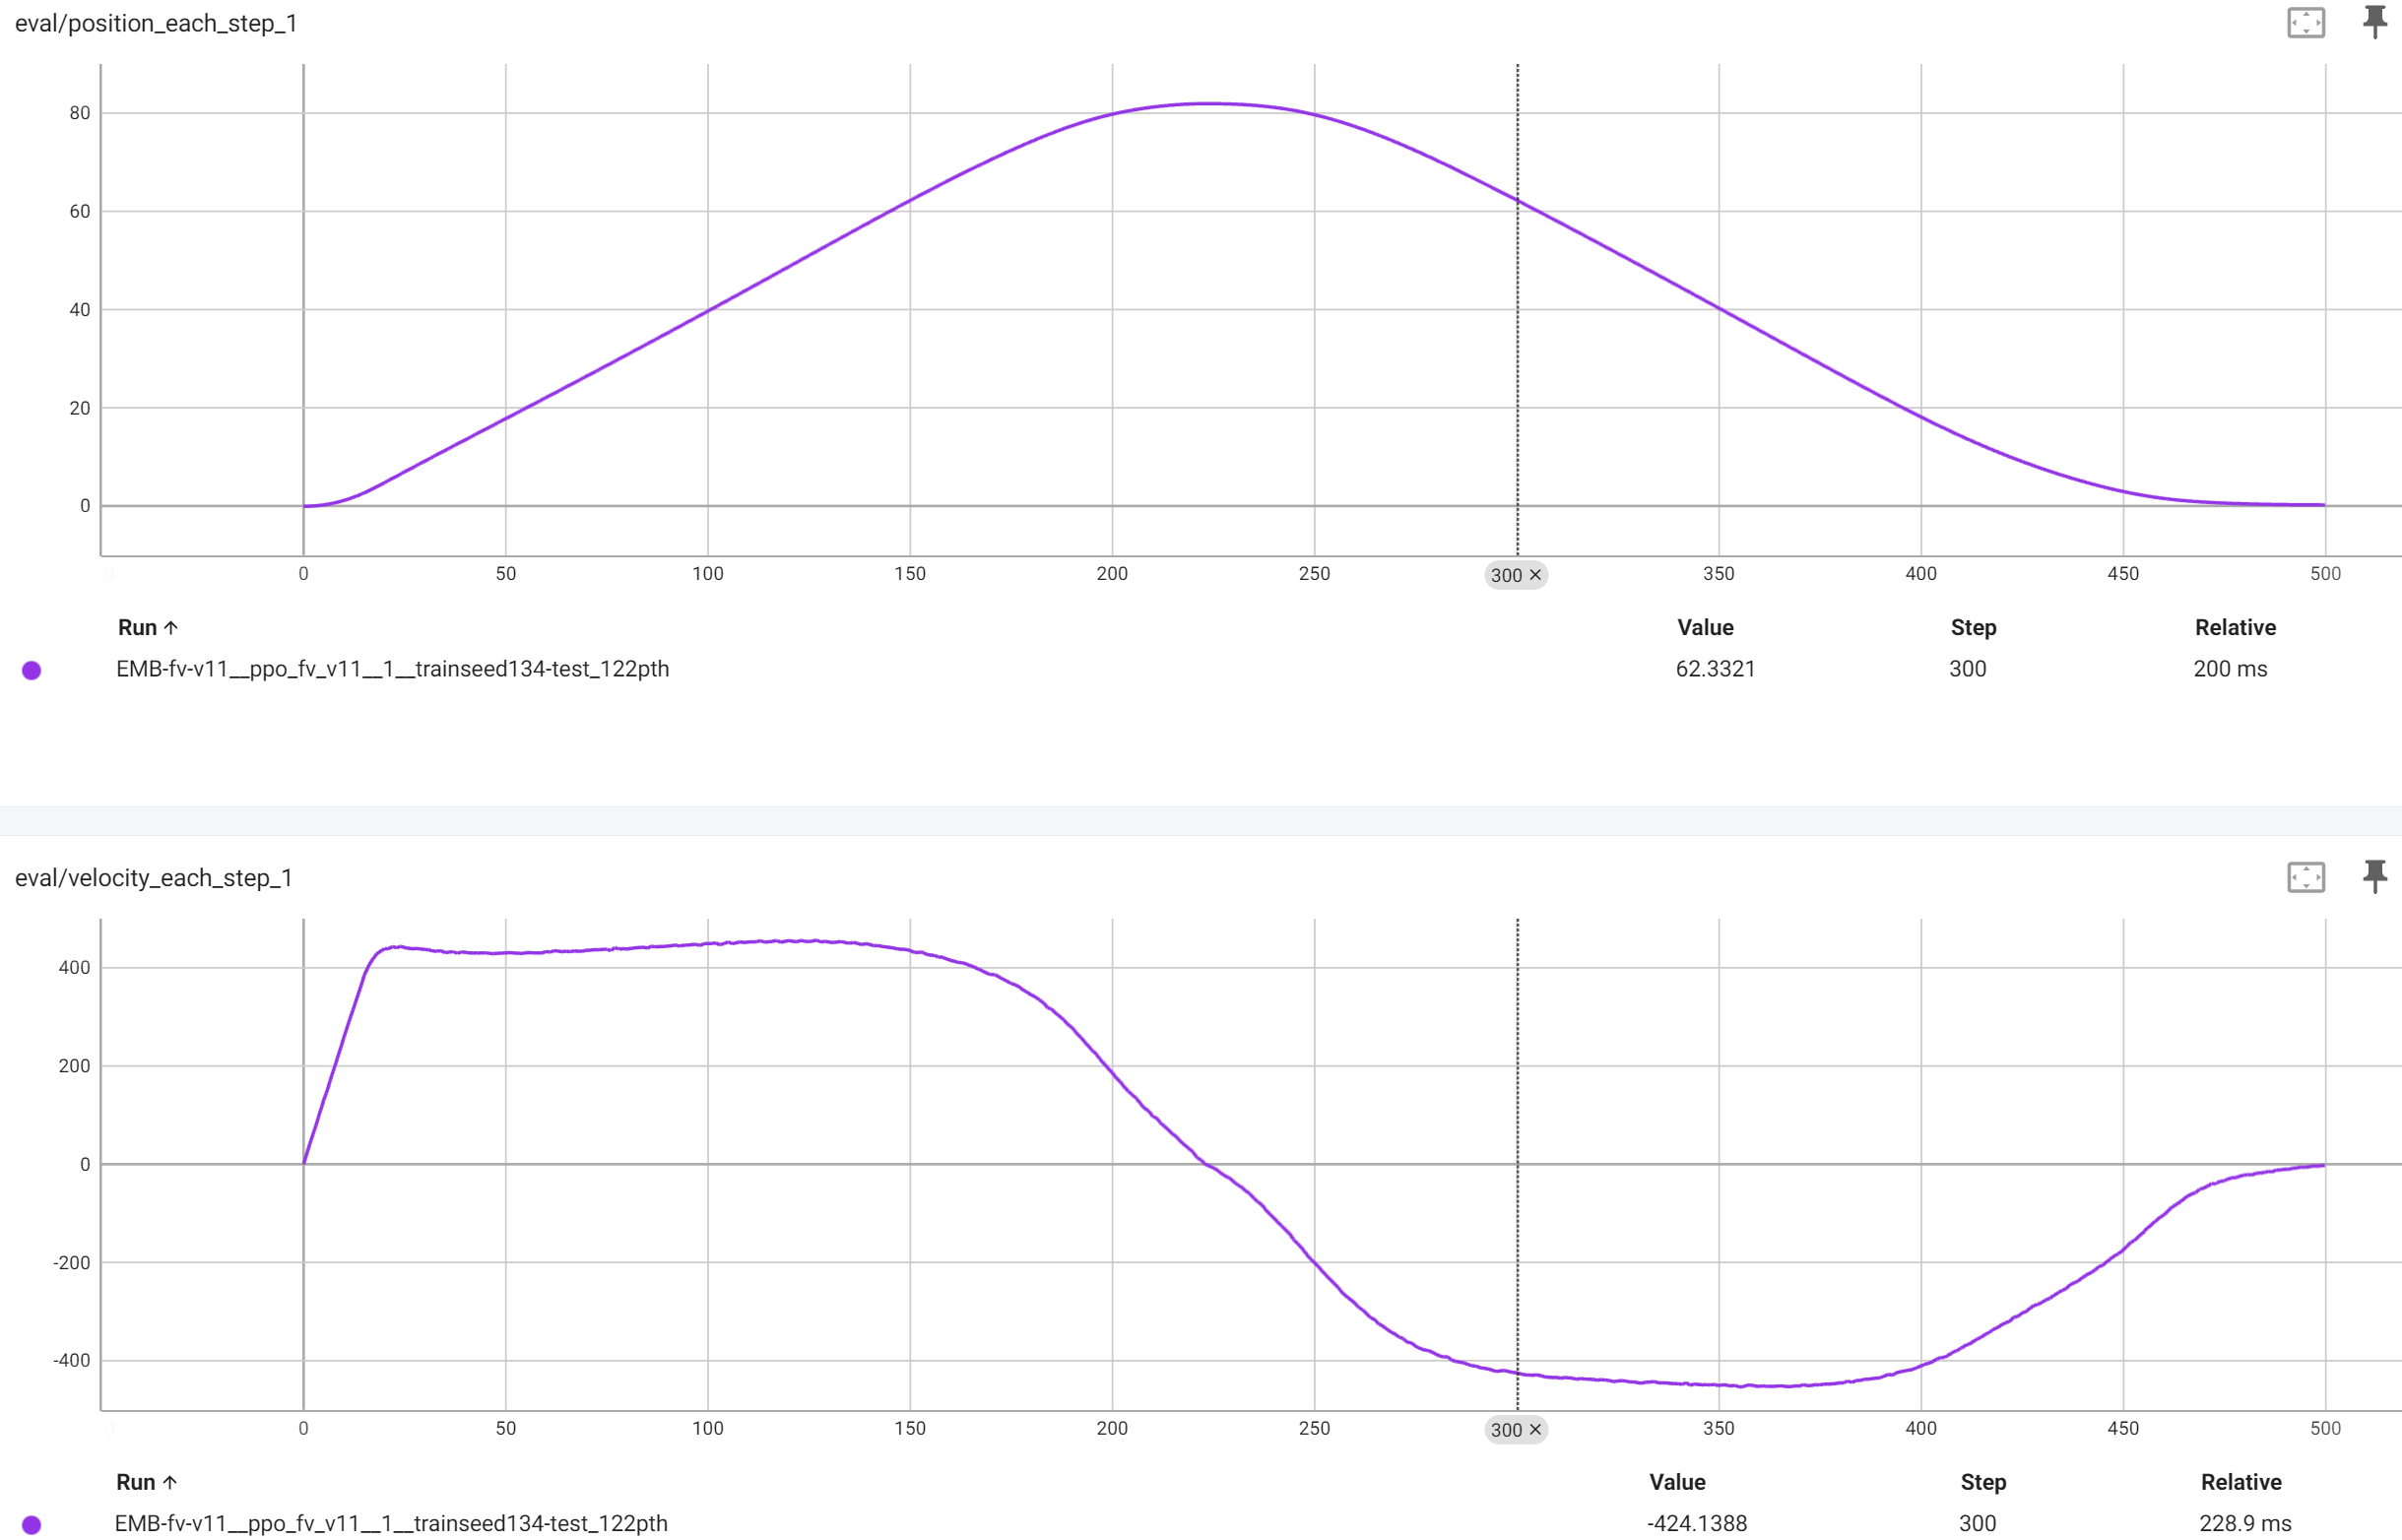 eval/position_each_step_1
80
60
40
20
0
0 50 100 150 200 250 300 × 350 400 450 500
Run ↑ Value Step Relative
EMB-fv-v11__ppo_fv_v11__1__trainseed134-test_122pth 62.3321 300 200 ms
eval/velocity_each_step_1
400
200
0
-200
-400
0 50 100 150 200 250 300 × 350 400 450 500
Run ↑ Value Step Relative
EMB-fv-v11__ppo_fv_v11__1__trainseed134-test_122pth -424.1388 300 228.9 ms